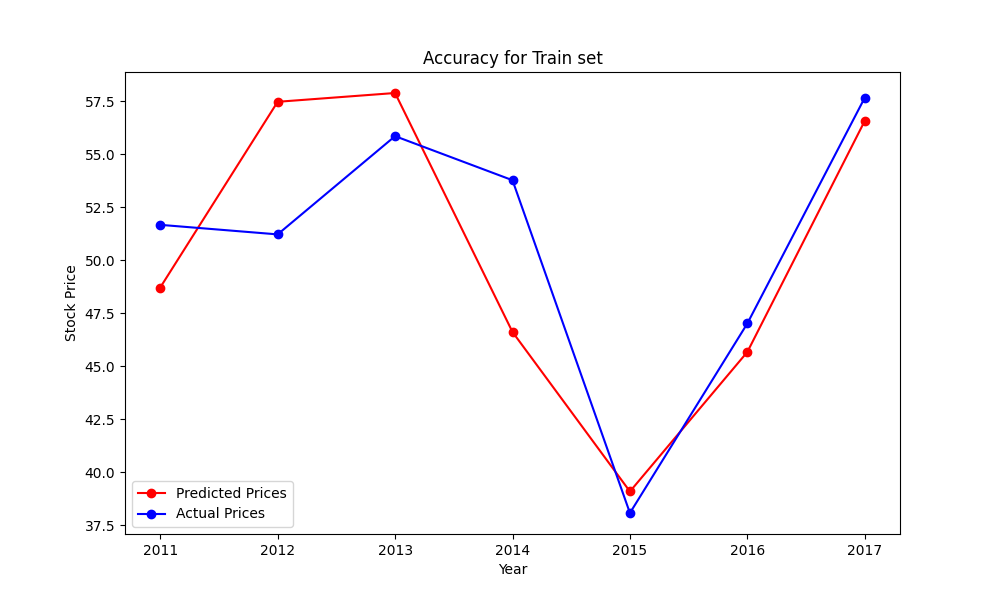 Accuracy for Train set
Stock Price
57.5
55.0
52.5
50.0
47.5
45.0
42.5
40.0
37.5
Predicted Prices
Actual Prices
2011 2012 2013 2014 2015 2016 2017
Year